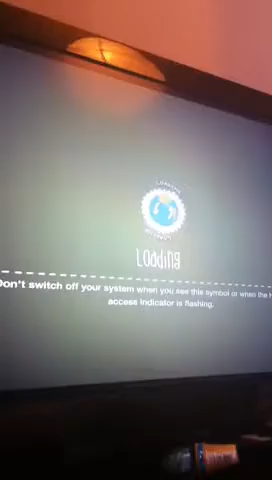 Loading
Don't switch off your system when you see this symbol or when the H
access indicator is flashing.